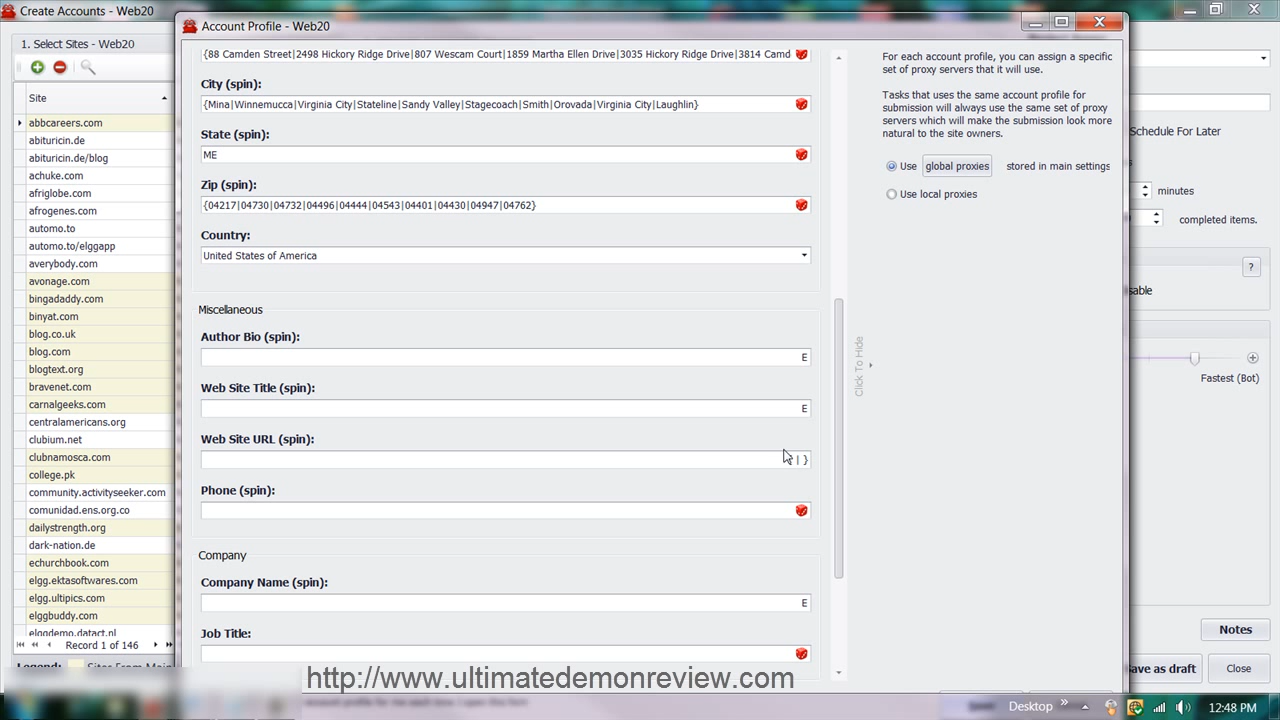 Create Accounts - Web20
Account Profile - Web20
1. Select Sites - Web20
Site
abbcareers.com
abituricin.de
abituricin.de/blog
achuke.com
afriglobe.com
afrogenes.com
automo.to
automo.to/elggapp
averybody.com
avonage.com
bingadaddy.com
binyat.com
blog.co.uk
blog.com
blogtext.org
bravenet.com
carnalgeeks.com
centralamericans.org
clubium.net
clubnamosca.com
college.pk
community.activityseeker.com
comunidad.ens.org.co
dailystrength.org
dark-nation.de
echurchbook.com
elgg.ektasoftwares.com
elgg.ultipics.com
elggbuddy.com
elggdemo.datact.nl
Record 1 of 146
Legend: Sites From Main
{88 Camden Street|2498 Hickory Ridge Drive|807 Wescam Court|1859 Martha Ellen Drive|3035 Hickory Ridge Drive|3814 Camd
City (spin):
{Mina|Winnemucca|Virginia City|Stateline|Sandy Valley|Stagecoach|Smith|Orovada|Virginia City|Laughlin}
State (spin):
ME
Zip (spin):
{04217|04730|04732|04496|04444|04543|04401|04430|04947|04762}
Country:
United States of America
Miscellaneous
Author Bio (spin):
E
Web Site Title (spin):
E
Web Site URL (spin):
| }
Phone (spin):
Company
Company Name (spin):
E
Job Title:
Click To Hide
For each account profile, you can assign a specific
set of proxy servers that it will use.
Tasks that uses the same account profile for
submission will always use the same set of proxy
servers which will make the submission look more
natural to the site owners.
Use global proxies stored in main settings
Use local proxies
Schedule For Later
minutes
completed items.
?
Fastest (Bot)
Notes
ave as draft
Close
http://www.ultimatedemonreview.com
Desktop
12:48 PM